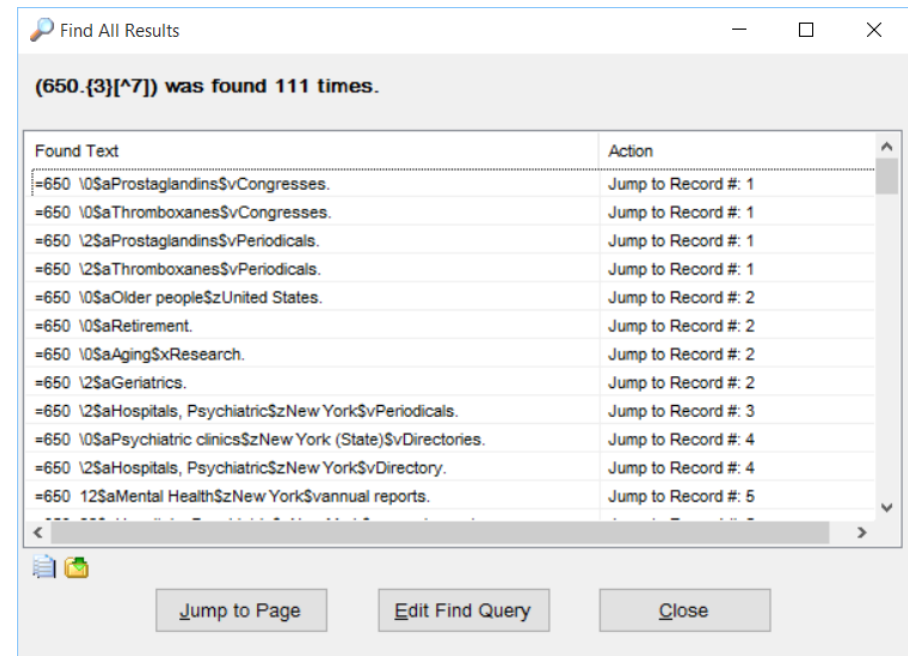 Find All Results
(650.{3}[^7]) was found 111 times.
Found Text Action
=650  \0$aProstaglandins$vCongresses. Jump to Record #: 1
=650  \0$aThromboxanes$vCongresses. Jump to Record #: 1
=650  \2$aProstaglandins$vPeriodicals. Jump to Record #: 1
=650  \2$aThromboxanes$vPeriodicals. Jump to Record #: 1
=650  \0$aOlder people$zUnited States. Jump to Record #: 2
=650  \0$aRetirement. Jump to Record #: 2
=650  \0$aAging$xResearch. Jump to Record #: 2
=650  \2$aGeriatrics. Jump to Record #: 2
=650  \2$aHospitals, Psychiatric$zNew York$vPeriodicals. Jump to Record #: 3
=650  \0$aPsychiatric clinics$zNew York (State)$vDirectories. Jump to Record #: 4
=650  \2$aHospitals, Psychiatric$zNew York$vDirectory. Jump to Record #: 4
=650  12$aMental Health$zNew York$vannual reports. Jump to Record #: 5
Jump to Page Edit Find Query Close